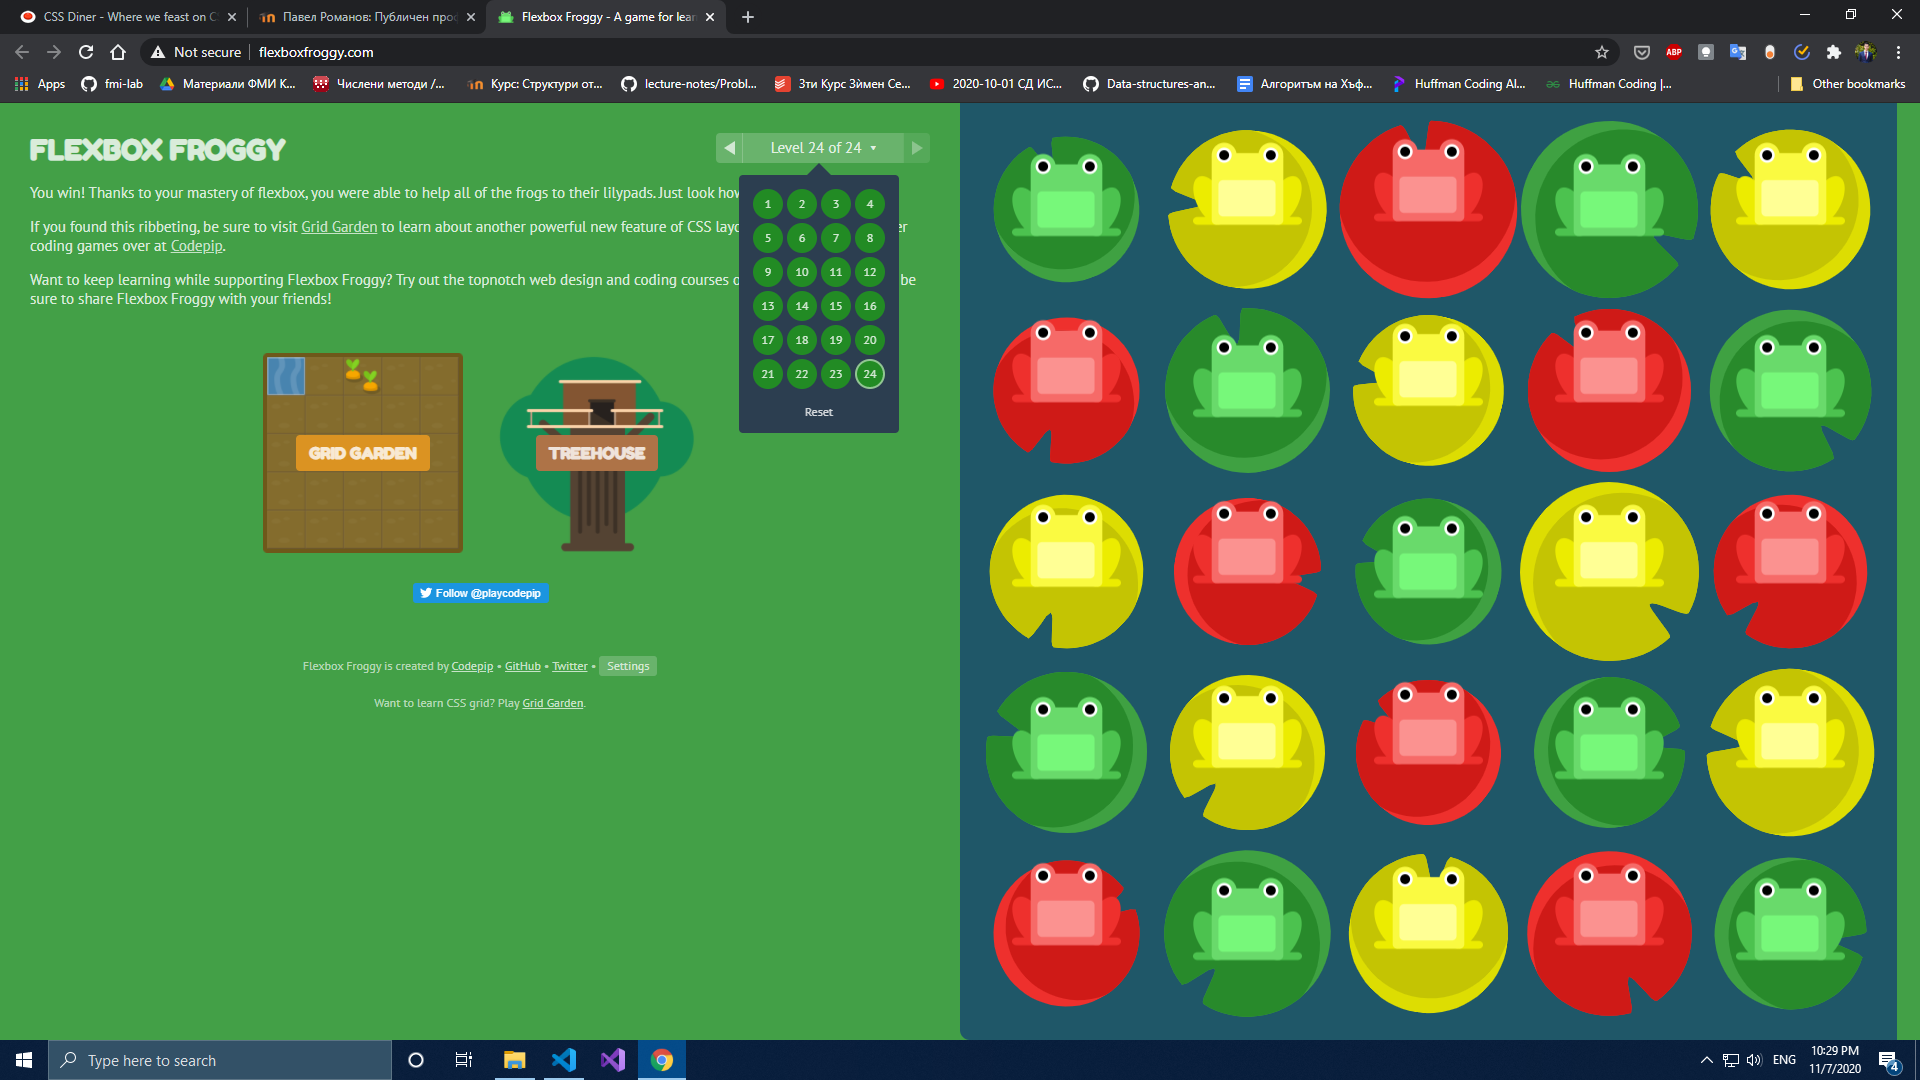 CSS Diner - Where we feast on C
Павел Романов: Публичен про
Flexbox Froggy - A game for lear
Not secure
flexboxfroggy.com
ABP
Apps
fmi-lab
Материали ФМИ К...
Числени методи /...
Курс: Структури от...
lecture-notes/Probl...
3ти Курс Зѝмен Се...
2020-10-01 СД ИС...
Data-structures-an...
Алгоритъм на Хъф...
Huffman Coding Al...
Huffman Coding |...
Other bookmarks
FLEXBOX FROGGY
Level 24 of 24
You win! Thanks to your mastery of flexbox, you were able to help all of the frogs to their lilypads. Just look how
If you found this ribbeting, be sure to visit Grid Garden to learn about another powerful new feature of CSS layo
er
coding games over at Codepip.
Want to keep learning while supporting Flexbox Froggy? Try out the topnotch web design and coding courses o
be
sure to share Flexbox Froggy with your friends!
1 2 3 4
5 6 7 8
9 10 11 12
13 14 15 16
17 18 19 20
21 22 23 24
Reset
GRID GARDEN
TREEHOUSE
Follow @playcodepip
Flexbox Froggy is created by Codepip • GitHub • Twitter • Settings
Want to learn CSS grid? Play Grid Garden.
Type here to search
ENG
10:29 PM
11/7/2020
4